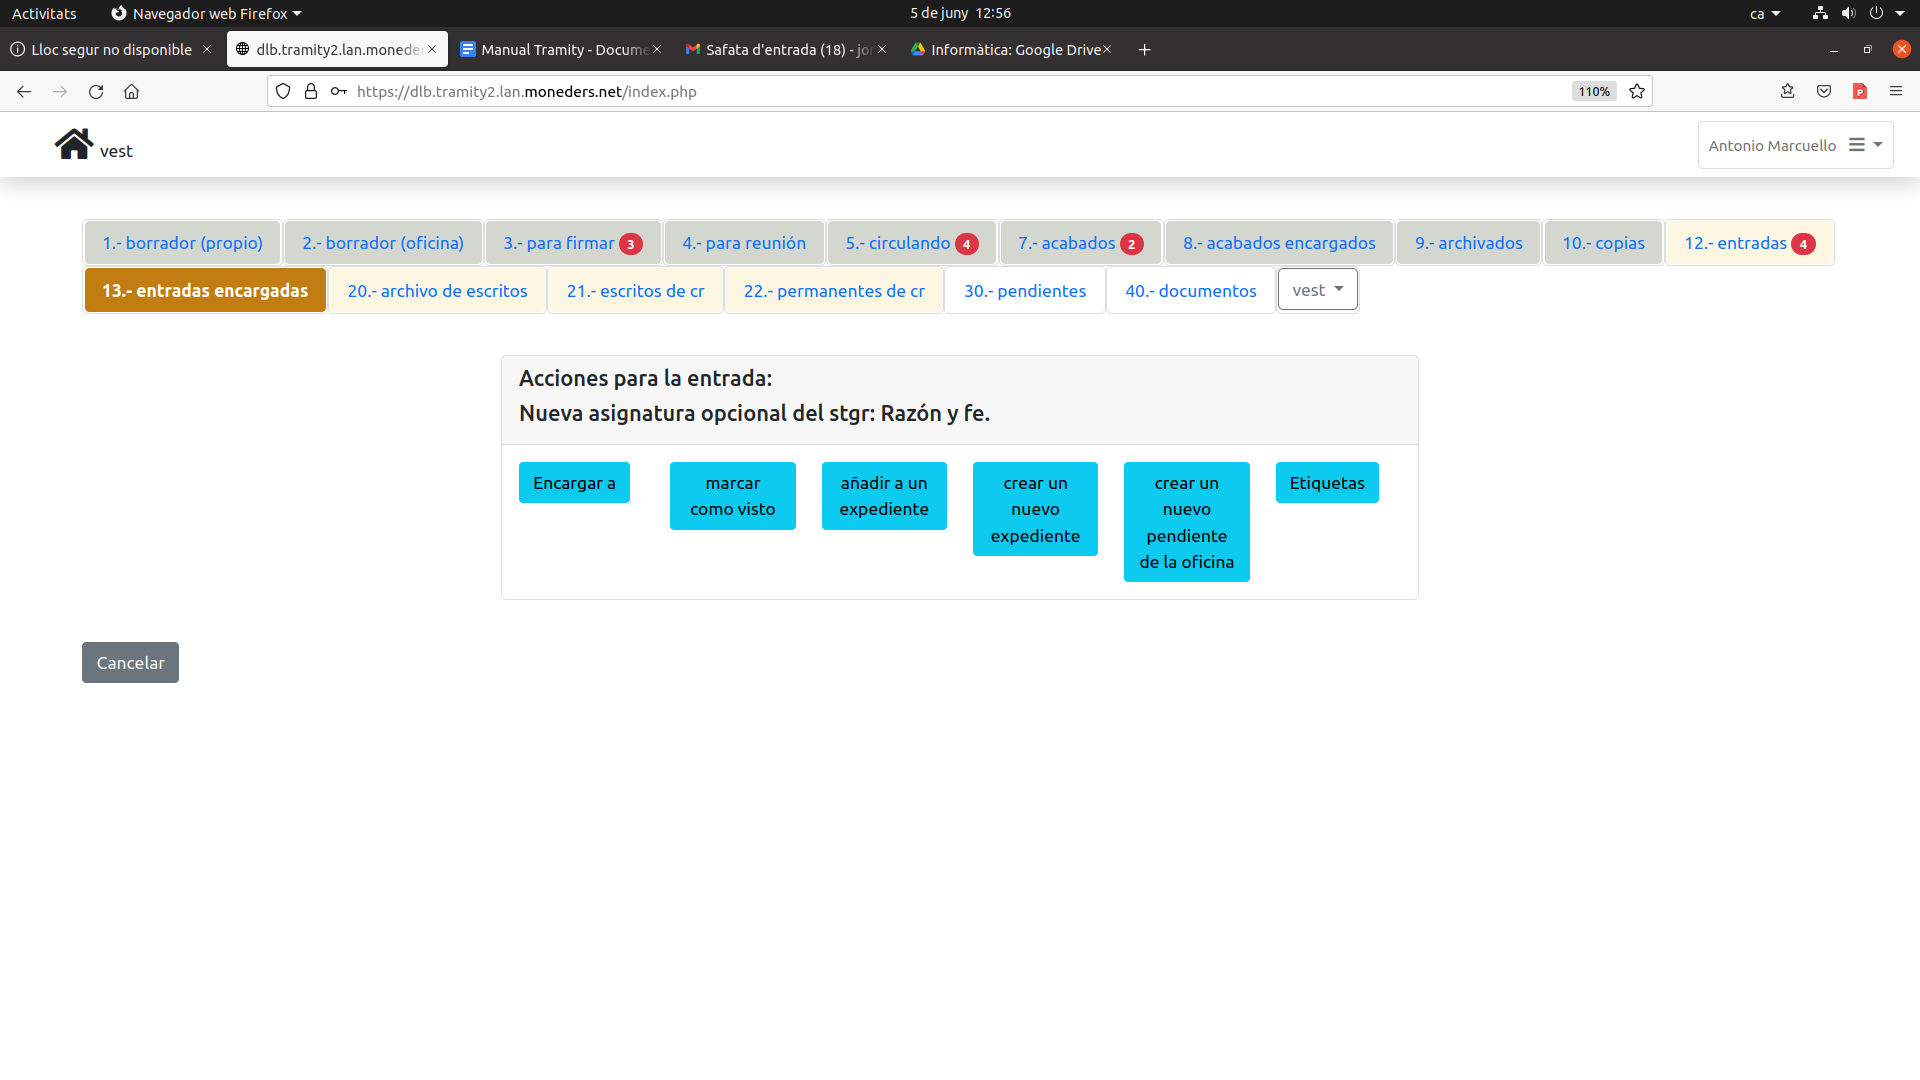 Activitats Navegador web Firefox 5 de juny 12:56 ca
Lloc segur no disponible dlb.tramity2.lan.moneder Manual Tramity - Docume Safata d'entrada (18) - jor Informàtica: Google Drive
https://dlb.tramity2.lan.moneders.net/index.php 110%
vest Antonio Marcuello
1.- borrador (propio) 2.- borrador (oficina) 3.- para firmar 3 4.- para reunión 5.- circulando 4 7.- acabados 2 8.- acabados encargados 9.- archivados 10.- copias 12.- entradas 4
13.- entradas encargadas 20.- archivo de escritos 21.- escritos de cr 22.- permanentes de cr 30.- pendientes 40.- documentos vest
Acciones para la entrada:
Nueva asignatura opcional del stgr: Razón y fe.
Encargar a
marcar
como visto
añadir a un
expediente
crear un
nuevo
expediente
crear un
nuevo
pendiente
de la oficina
Etiquetas
Cancelar